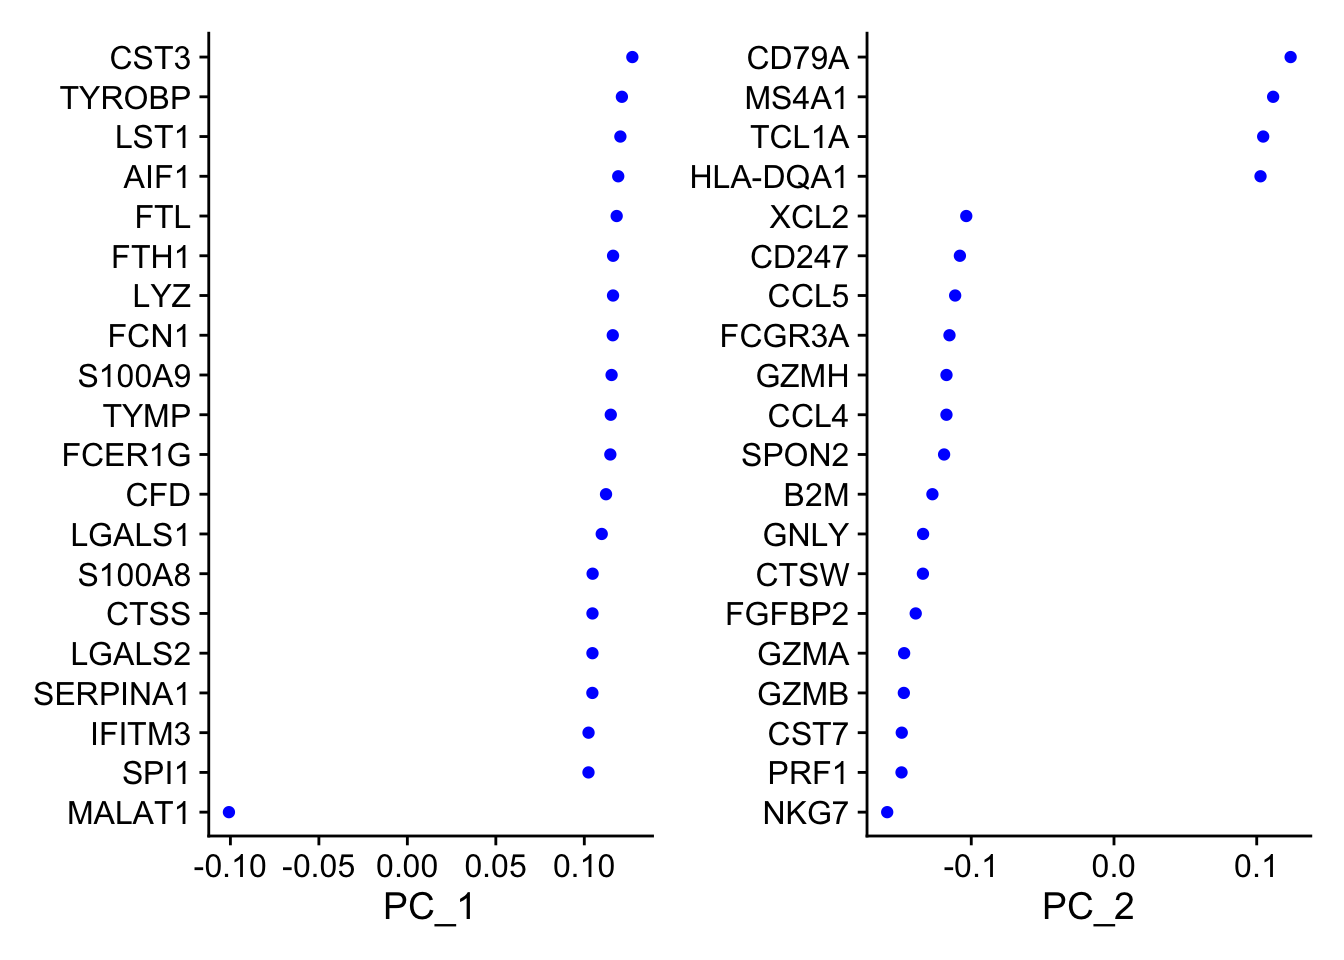 CST3
TYROBP
LST1
AIF1
FTL
FTH1
LYZ
FCN1
S100A9
TYMP
FCER1G
CFD
LGALS1
S100A8
CTSS
LGALS2
SERPINA1
IFITM3
SPI1
MALAT1
-0.10 -0.05 0.00 0.05 0.10
PC_1
CD79A
MS4A1
TCL1A
HLA-DQA1
XCL2
CD247
CCL5
FCGR3A
GZMH
CCL4
SPON2
B2M
GNLY
CTSW
FGFBP2
GZMA
GZMB
CST7
PRF1
NKG7
-0.1 0.0 0.1
PC_2